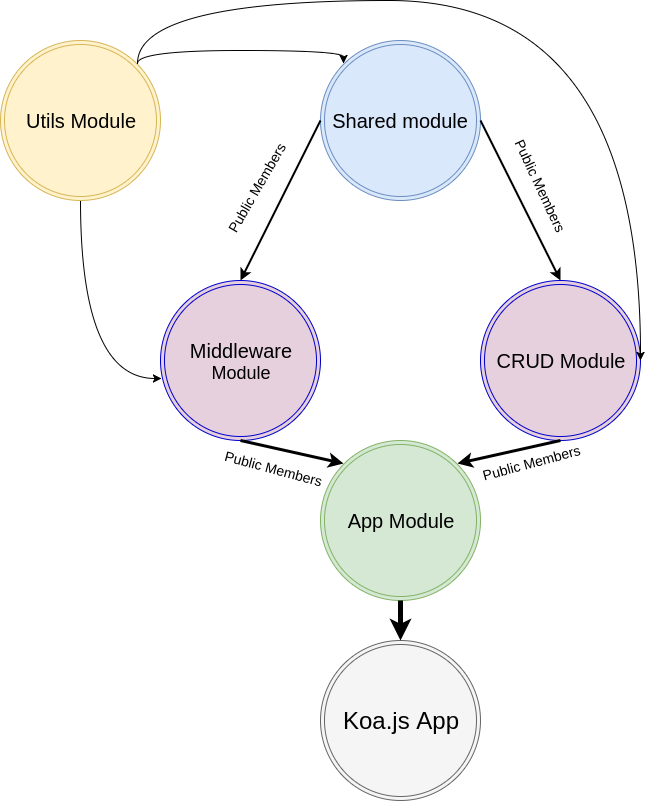 Utils Module
Shared module
Public Members
Public Members
Middleware
Module
CRUD Module
Public Members
Public Members
App Module
Koa.js App